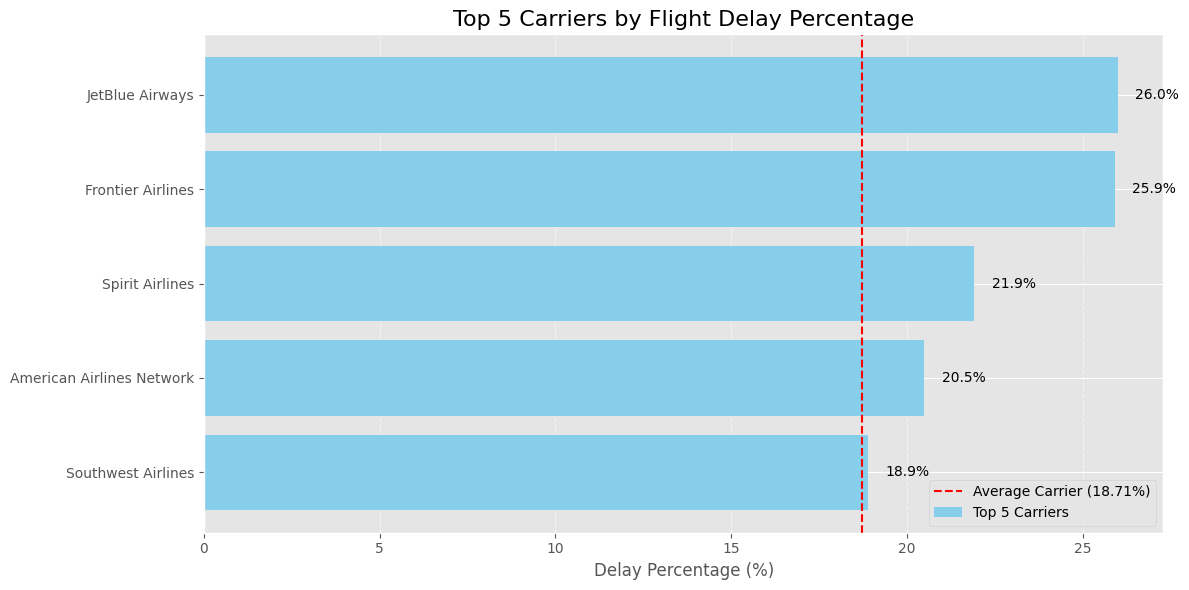 Top 5 Carriers by Flight Delay Percentage
JetBlue Airways
26.0%
Frontier Airlines
25.9%
Spirit Airlines
21.9%
American Airlines Network
20.5%
Southwest Airlines
18.9%
Average Carrier (18.71%)
Top 5 Carriers
0
5
10
15
20
25
Delay Percentage (%)